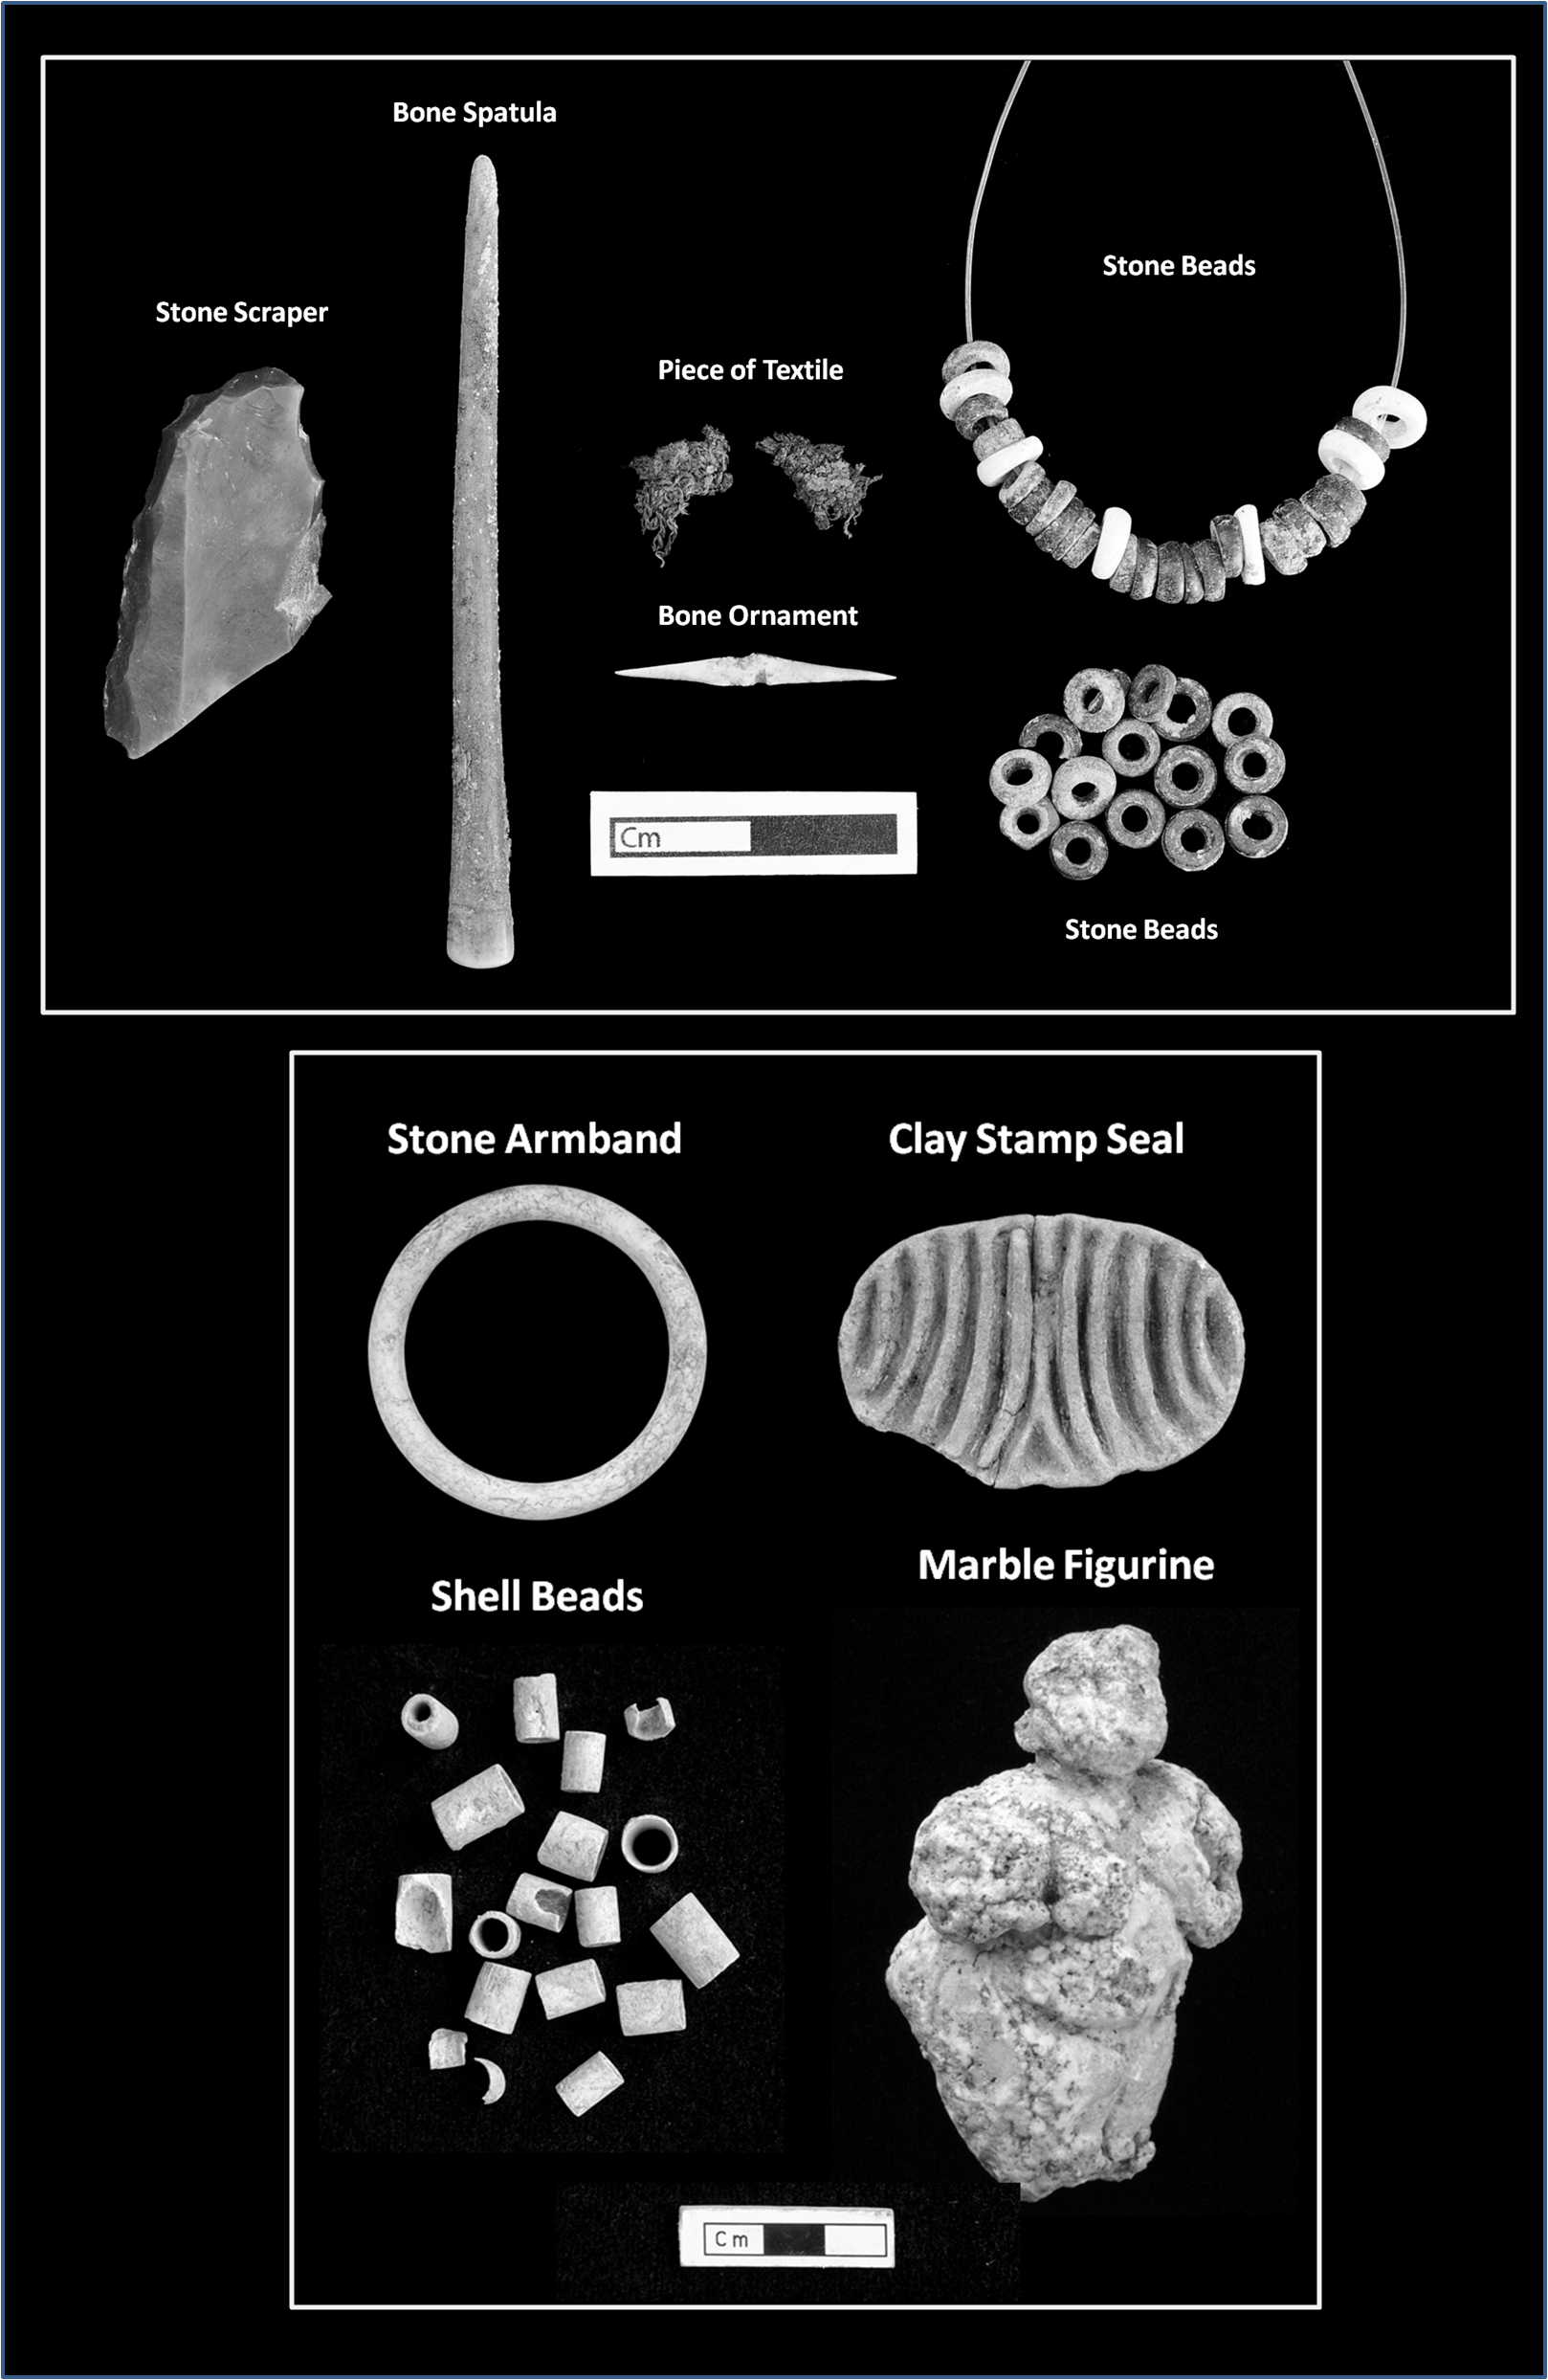 Bone Spatula
Stone Beads
Stone Scraper
Piece of Textile
Bone Ornament
Cm
Stone Beads
Stone Armband
Clay Stamp Seal
Marble Figurine
Shell Beads
Cm